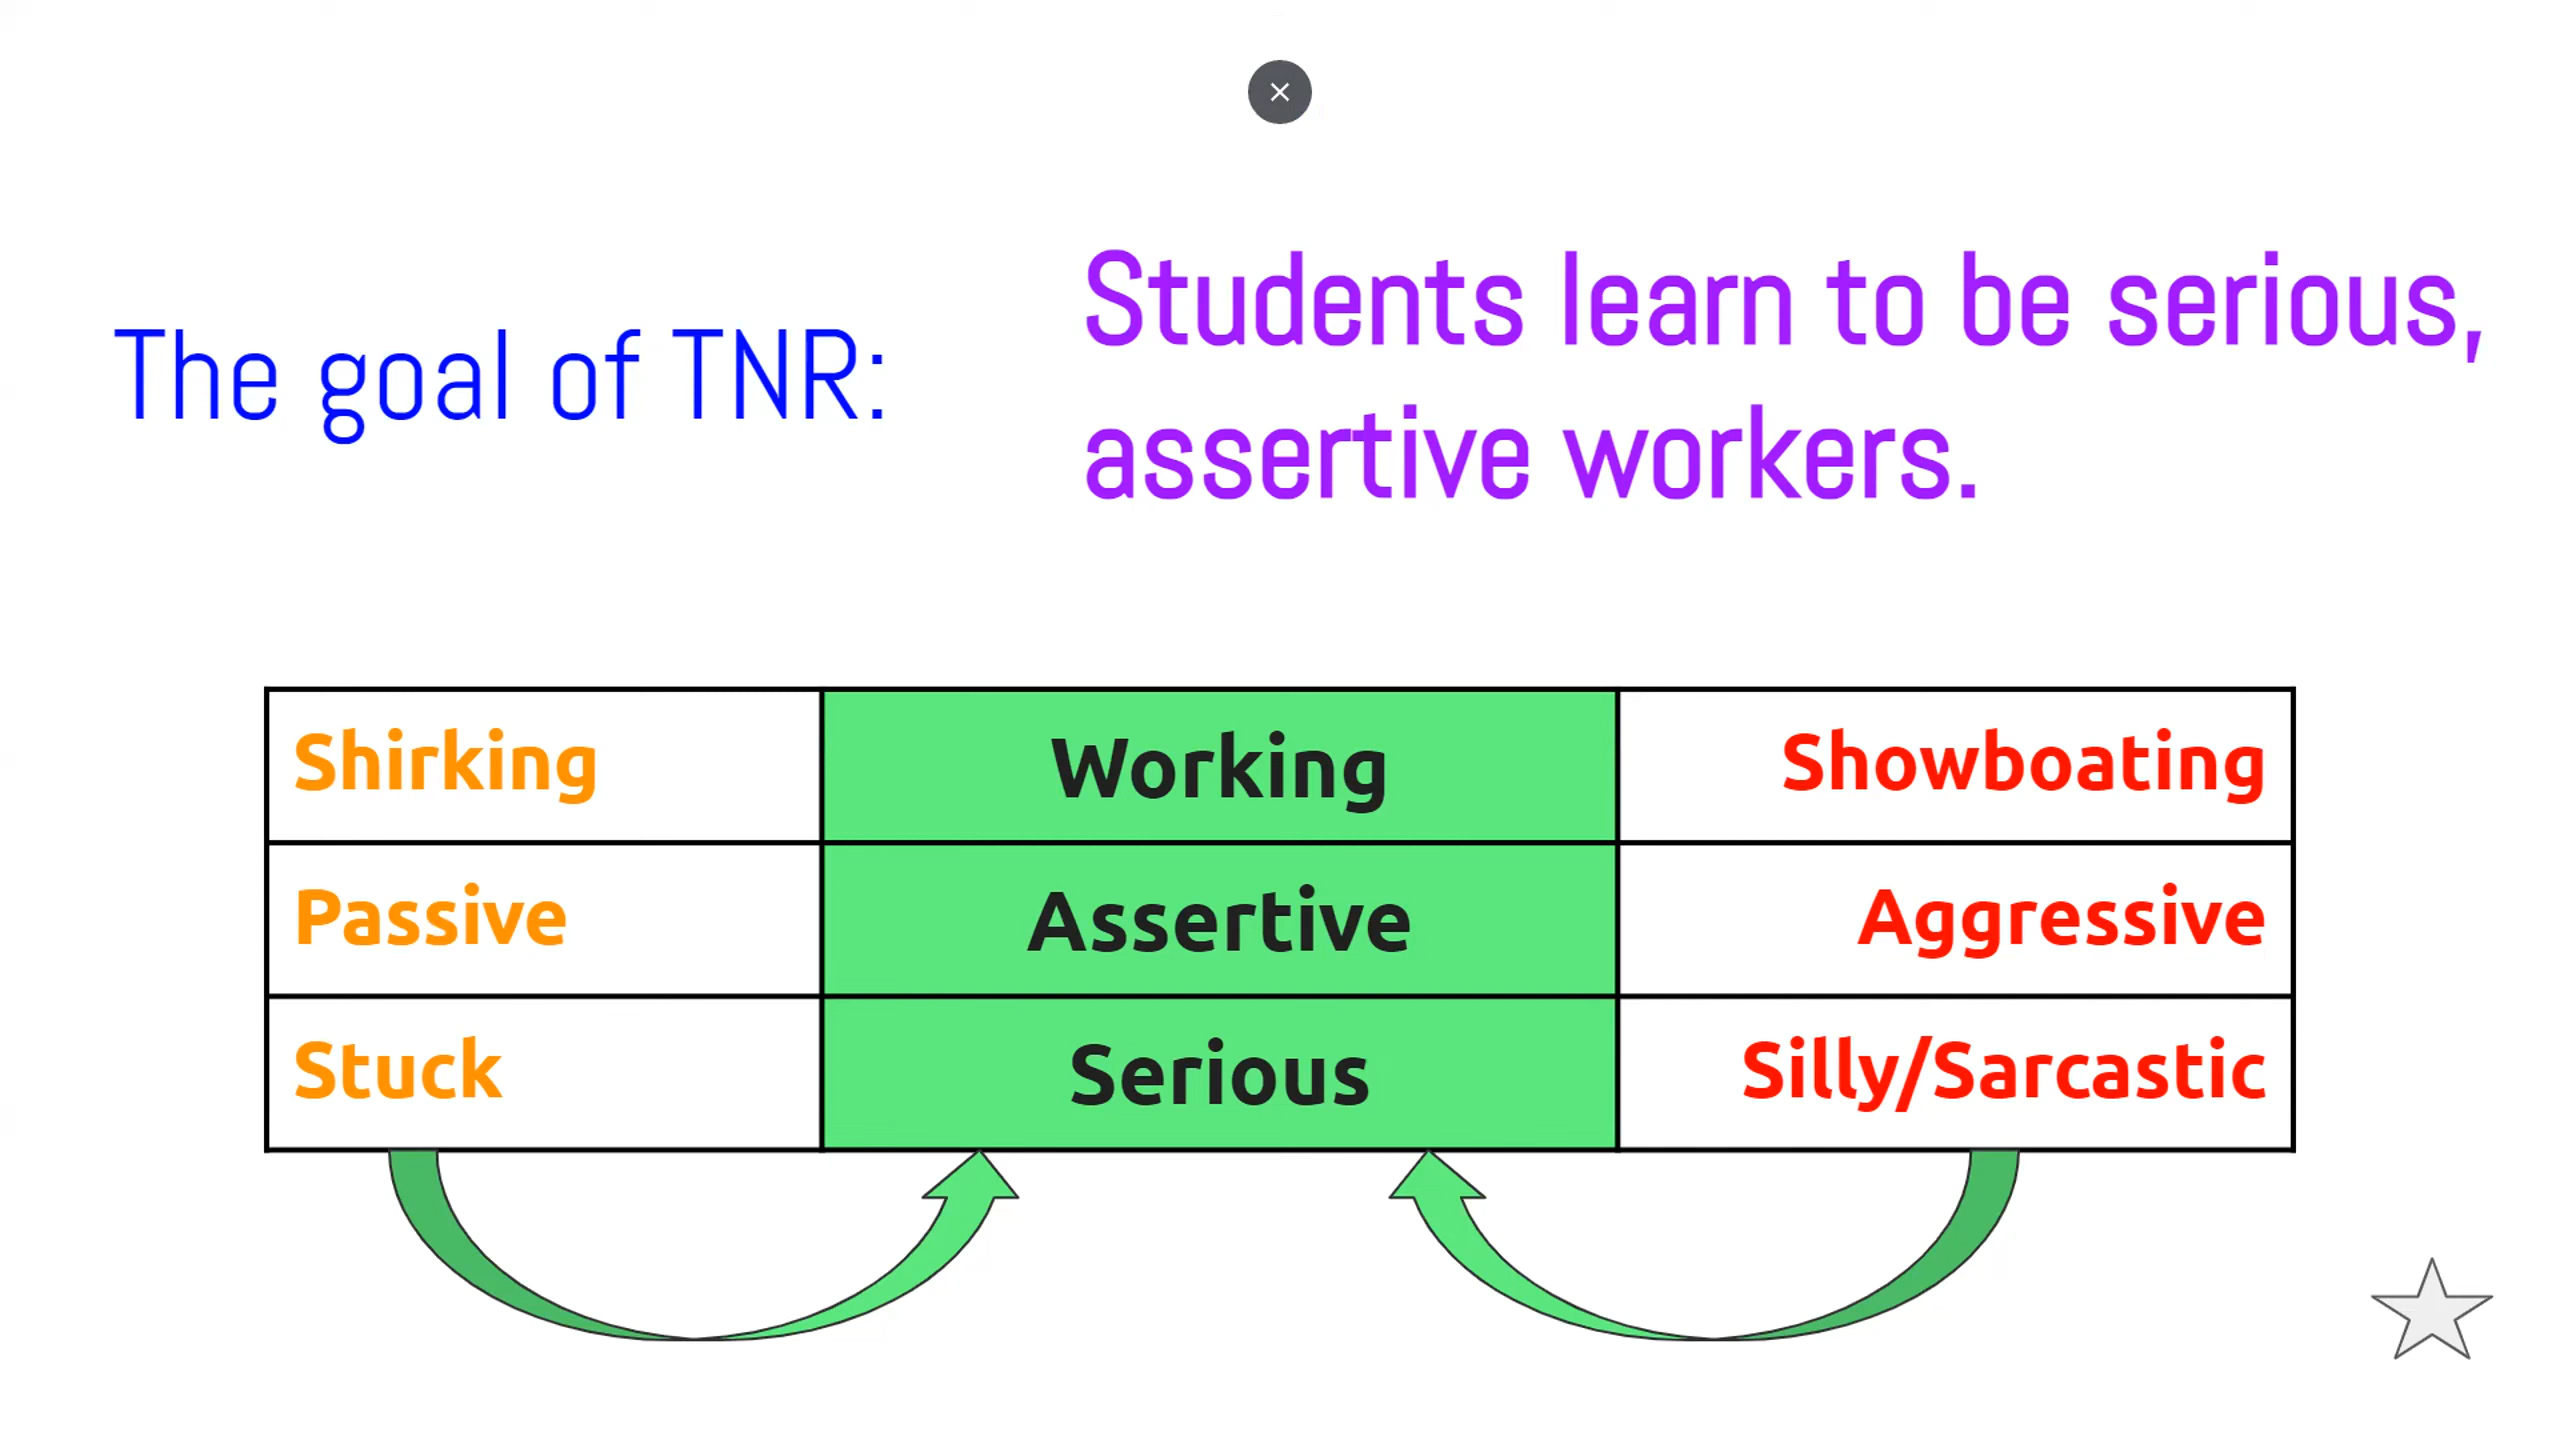 The goal of TNR:
Students learn to be serious,
assertive workers.
Shirking Working Showboating
Passive Assertive Aggressive
Stuck Serious Silly/Sarcastic